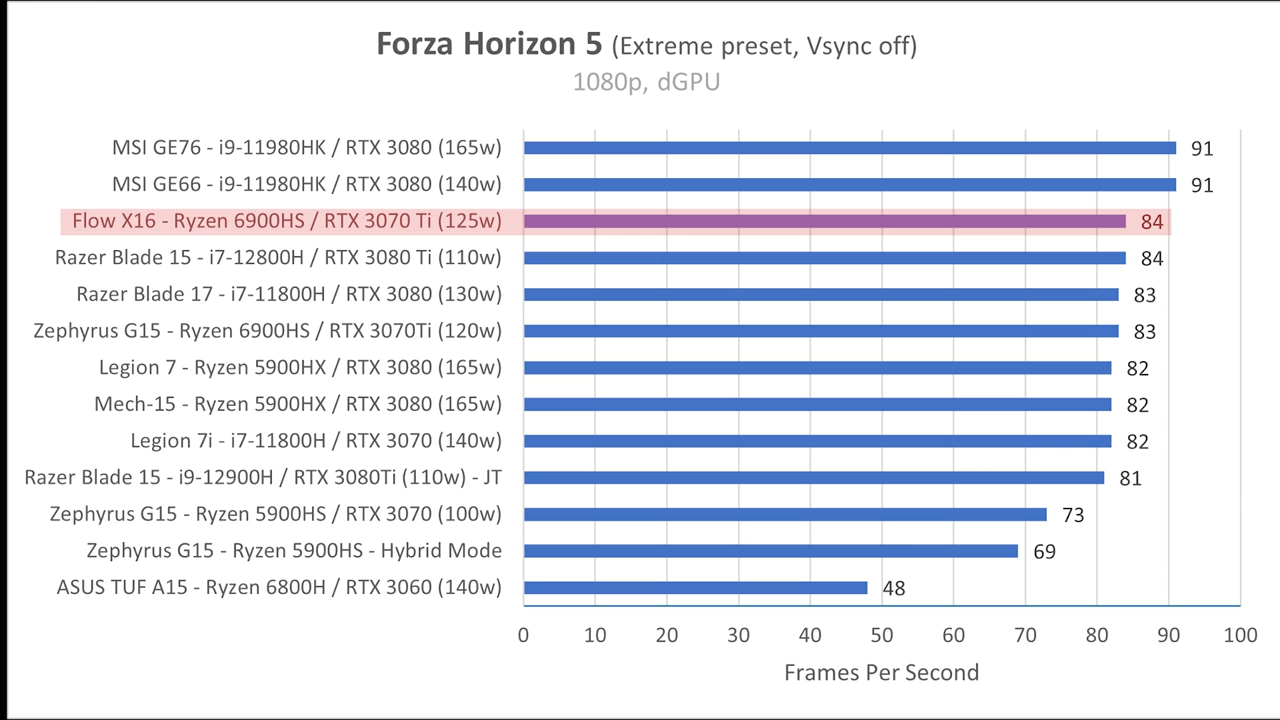 Forza Horizon 5 (Extreme preset, Vsync off)
1080p, dGPU
MSI GE76 - i9-11980HK / RTX 3080 (165w) 91
MSI GE66 - i9-11980HK / RTX 3080 (140w) 91
Flow X16 - Ryzen 6900HS / RTX 3070 Ti (125w) 84
Razer Blade 15 - i7-12800H / RTX 3080 Ti (110w) 84
Razer Blade 17 - i7-11800H / RTX 3080 (130w) 83
Zephyrus G15 - Ryzen 6900HS / RTX 3070Ti (120w) 83
Legion 7 - Ryzen 5900HX / RTX 3080 (165w) 82
Mech-15 - Ryzen 5900HX / RTX 3080 (165w) 82
Legion 7i - i7-11800H / RTX 3070 (140w) 82
Razer Blade 15 - i9-12900H / RTX 3080Ti (110w) - JT 81
Zephyrus G15 - Ryzen 5900HS / RTX 3070 (100w) 73
Zephyrus G15 - Ryzen 5900HS - Hybrid Mode 69
ASUS TUF A15 - Ryzen 6800H / RTX 3060 (140w) 48
0 10 20 30 40 50 60 70 80 90 100
Frames Per Second